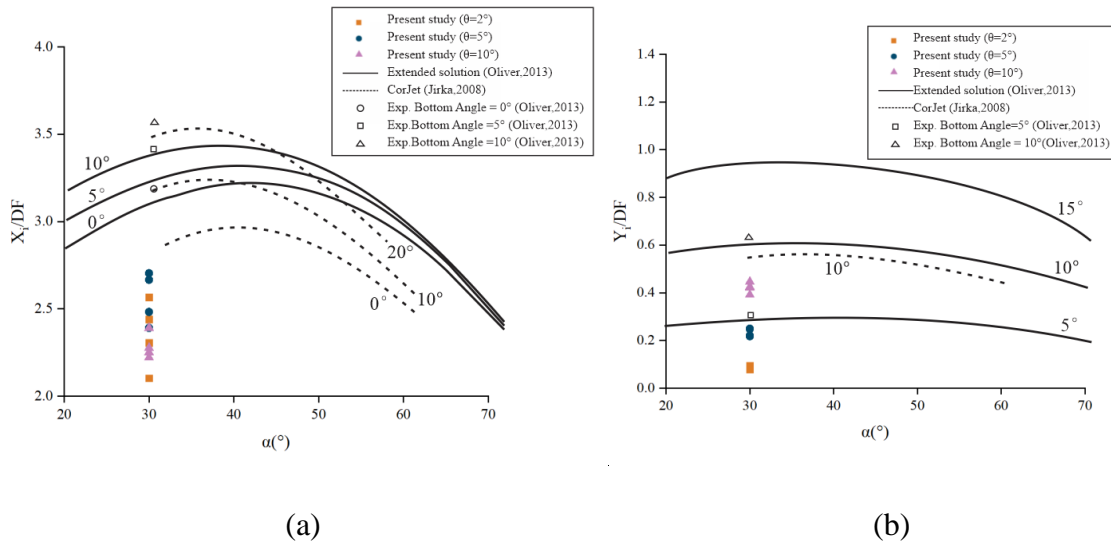 Present study (θ=2°)
Present study (θ=5°)
Present study (θ=10°)
Extended solution (Oliver,2013)
CorJet (Jirka,2008)
Exp. Bottom Angle = 0° (Oliver,2013)
Exp.Bottom Angle =5° (Oliver,2013)
Exp.Bottom Angle =10° (Oliver,2013)
4.0
3.5
3.0
2.5
2.0
Xi/DF
10°
5°
0°
20°
10°
0°
20
30
40
50
60
70
α(°)
(a)
Present study (θ=2°)
Present study (θ=5°)
Present study (θ=10°)
Extended solution (Oliver,2013)
CorJet (Jirka,2008)
Exp. Bottom Angle=5° (Oliver,2013)
Exp. Bottom Angle = 10°(Oliver,2013)
1.4
1.2
1.0
0.8
0.6
0.4
0.2
0.0
Yi/DF
15°
10°
10°
5°
20
30
40
50
60
70
α(°)
(b)